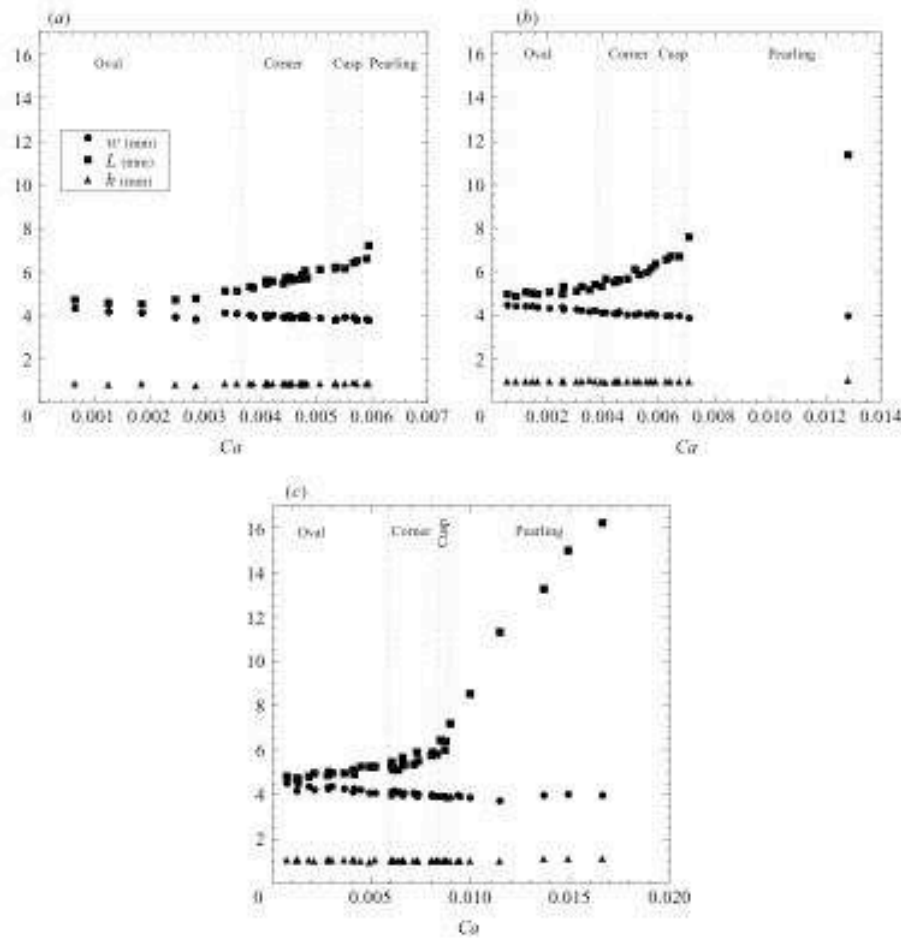 (a)
16
14
12
10
8
6
4
2
0
0.001 0.002 0.003 0.004 0.005 0.006 0.007
Ca
Oval Corner Cusp Pearling
w (mm)
L (mm)
h (mm)
(b)
16
14
12
10
8
6
4
2
0
0.002 0.004 0.006 0.008 0.010 0.012 0.014
Ca
Oval Corner Cusp Pearling
(c)
16
14
12
10
8
6
4
2
0
0.005 0.010 0.015 0.020
Ca
Oval Corner Cusp Pearling